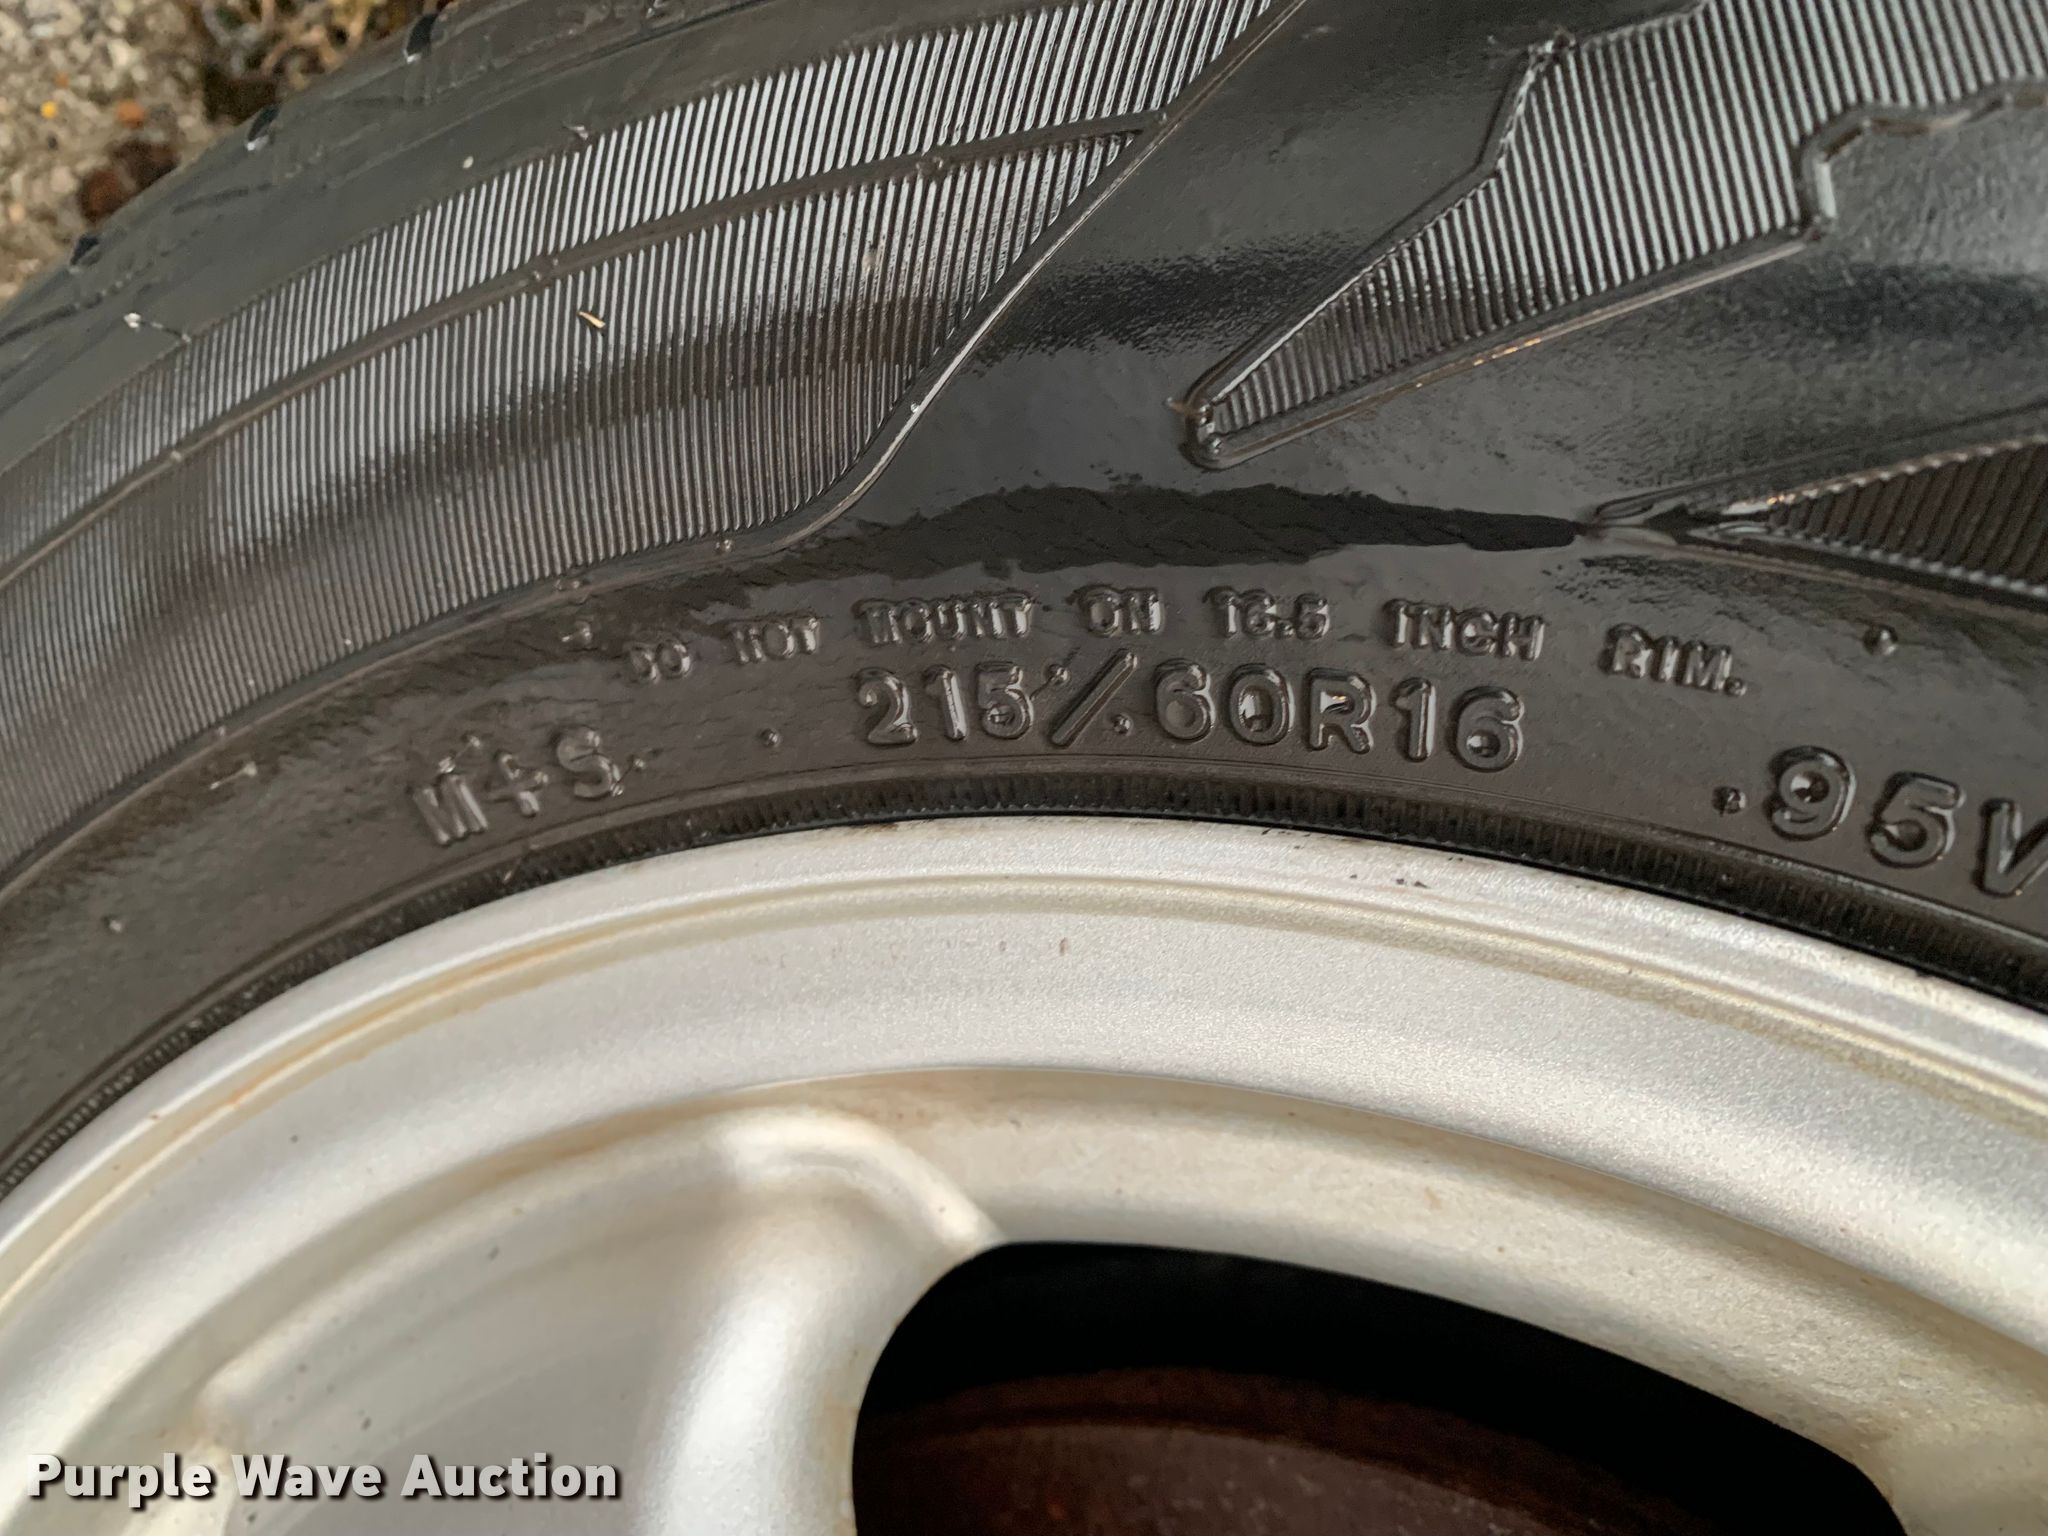 DO NOT MOUNT ON 16.5 INCH RIM.
M+S 215/60R16 95V
Purple Wave Auction